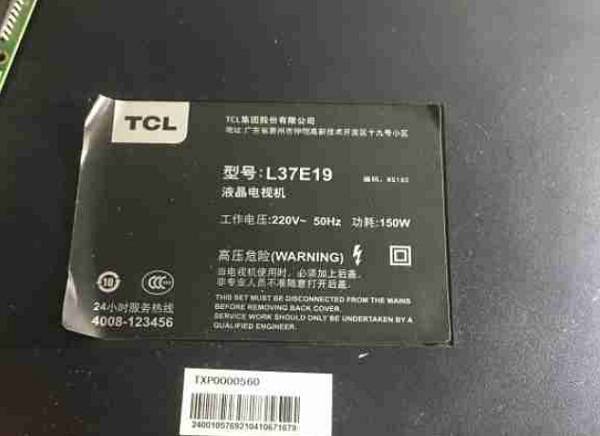 TCL
TCL集团股份有限公司
地址:广东省惠州市仲恺高新技术开发区十九号小区
型号:L37E19
液晶电视机
编码:
工作电压:220V~ 50Hz 功耗:150W
高压危险(WARNING)
当电视机使用时，必须加上后盖。
非专业人员不准随意打开后盖。
THIS SET MUST BE DISCONNECTED FROM THE MAINS
BEFORE REMOVING BACK COVER.
SERVICE WORK SHOULD ONLY BE UNDERTAKEN BY A
QUALIFIED ENGINEER.
10
CCC
24小时服务热线
4008-123456
TXP0000560
2400105769210410671679